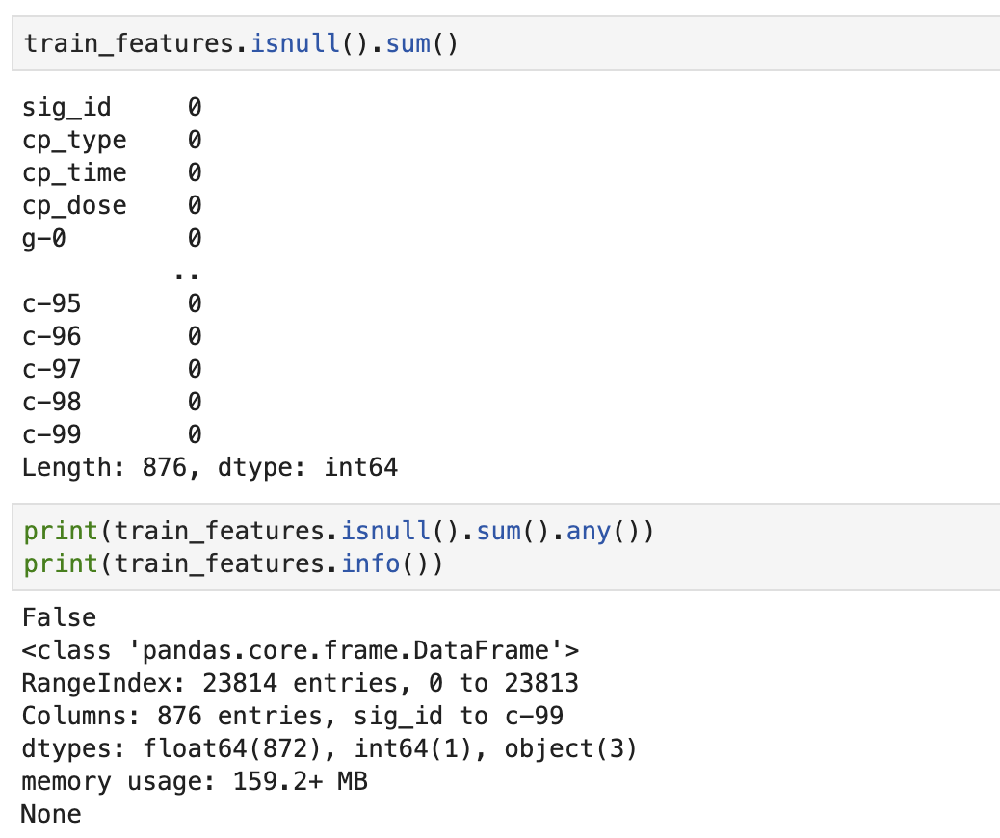 train_features.isnull().sum()
sig_id     0
cp_type    0
cp_time    0
cp_dose    0
g-0        0
          ..
c-95       0
c-96       0
c-97       0
c-98       0
c-99       0
Length: 876, dtype: int64
print(train_features.isnull().sum().any())
print(train_features.info())
False
<class 'pandas.core.frame.DataFrame'>
RangeIndex: 23814 entries, 0 to 23813
Columns: 876 entries, sig_id to c-99
dtypes: float64(872), int64(1), object(3)
memory usage: 159.2+ MB
None